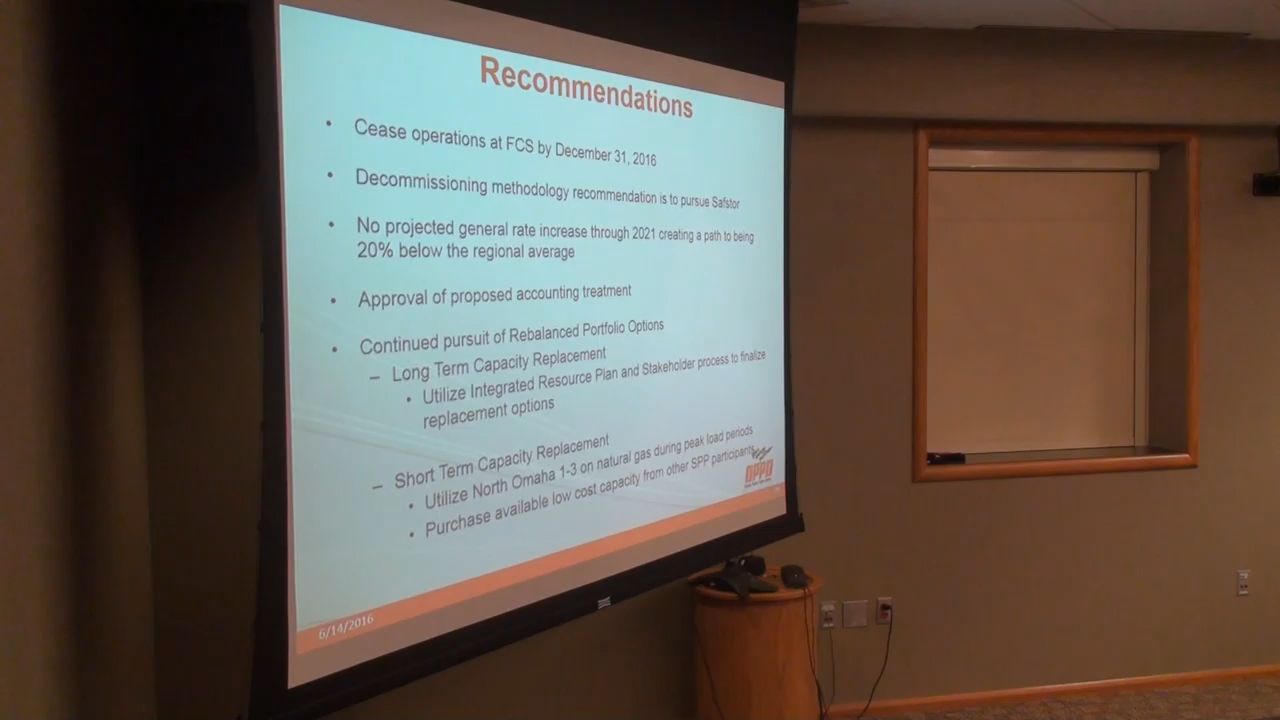 Recommendations
• Cease operations at FCS by December 31, 2016
• Decommissioning methodology recommendation is to pursue Safstor
• No projected general rate increase through 2021 creating a path to being
20% below the regional average
• Approval of proposed accounting treatment
• Continued pursuit of Rebalanced Portfolio Options
– Long Term Capacity Replacement
• Utilize Integrated Resource Plan and Stakeholder process to finalize
replacement options
– Short Term Capacity Replacement
• Utilize North Omaha 1-3 on natural gas during peak load periods
• Purchase available low cost capacity from other SPP participants
OPPD
6/14/2016